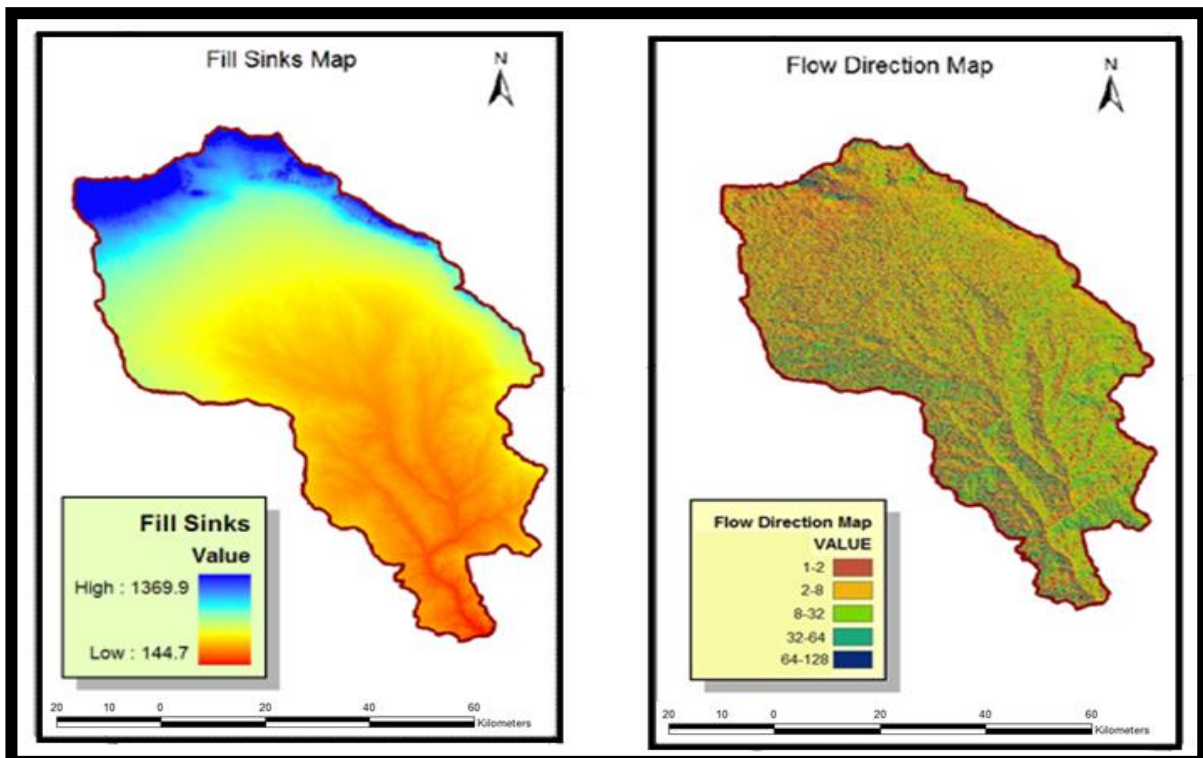 Fill Sinks Map
N
Fill Sinks
Value
High : 1369.9
Low : 144.7
20 10 0 20 40 60
Kilometers
Flow Direction Map
N
Flow Direction Map
VALUE
1-2
2-8
8-32
32-64
64-128
20 10 0 20 40 60
Kilometers